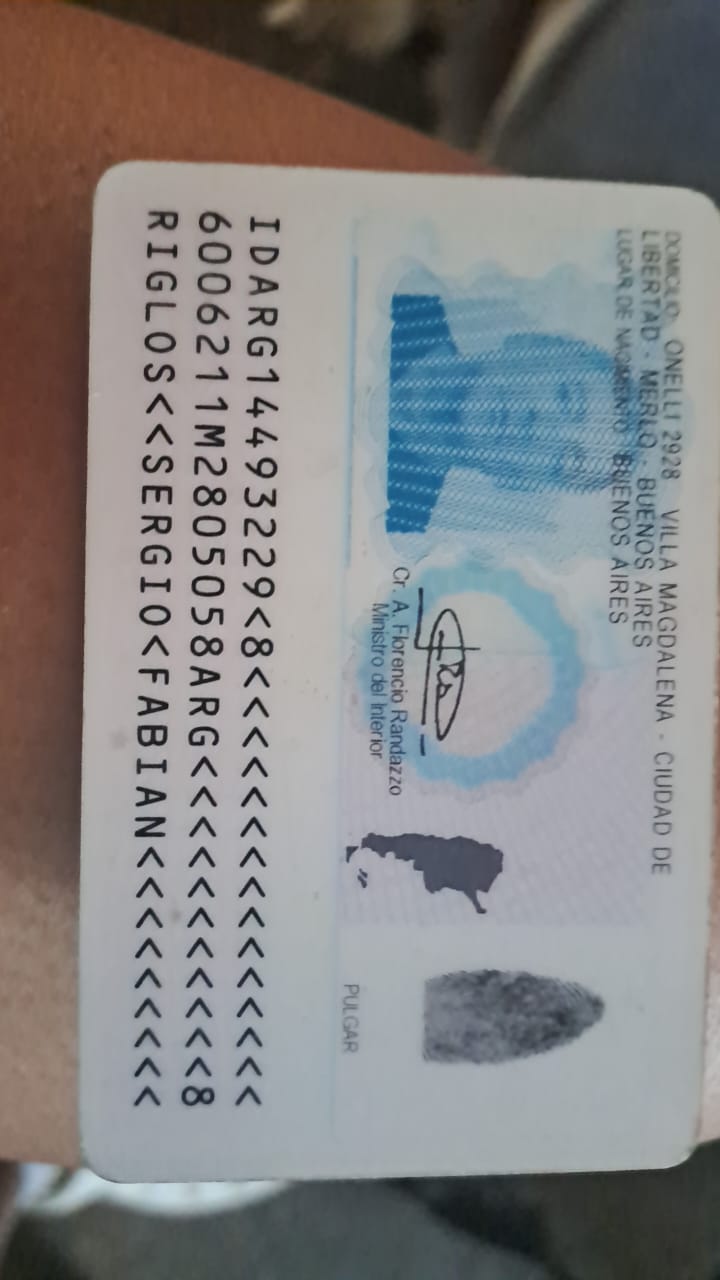 DOMICILIO: ONELLI 2928 VILLA MAGDALENA - CIUDAD DE
LIBERTAD - MERLO - BUENOS AIRES
LUGAR DE NACIMIENTO: BUENOS AIRES
Cr. A. Florencio Randazzo
Ministro del Interior
PULGAR
IDARG14493229<8<<<<<<<<<<<<<<<
6006211M2805058ARG<<<<<<<<<<<8
RIGLOS<<SERGIO<FABIAN<<<<<<<<<